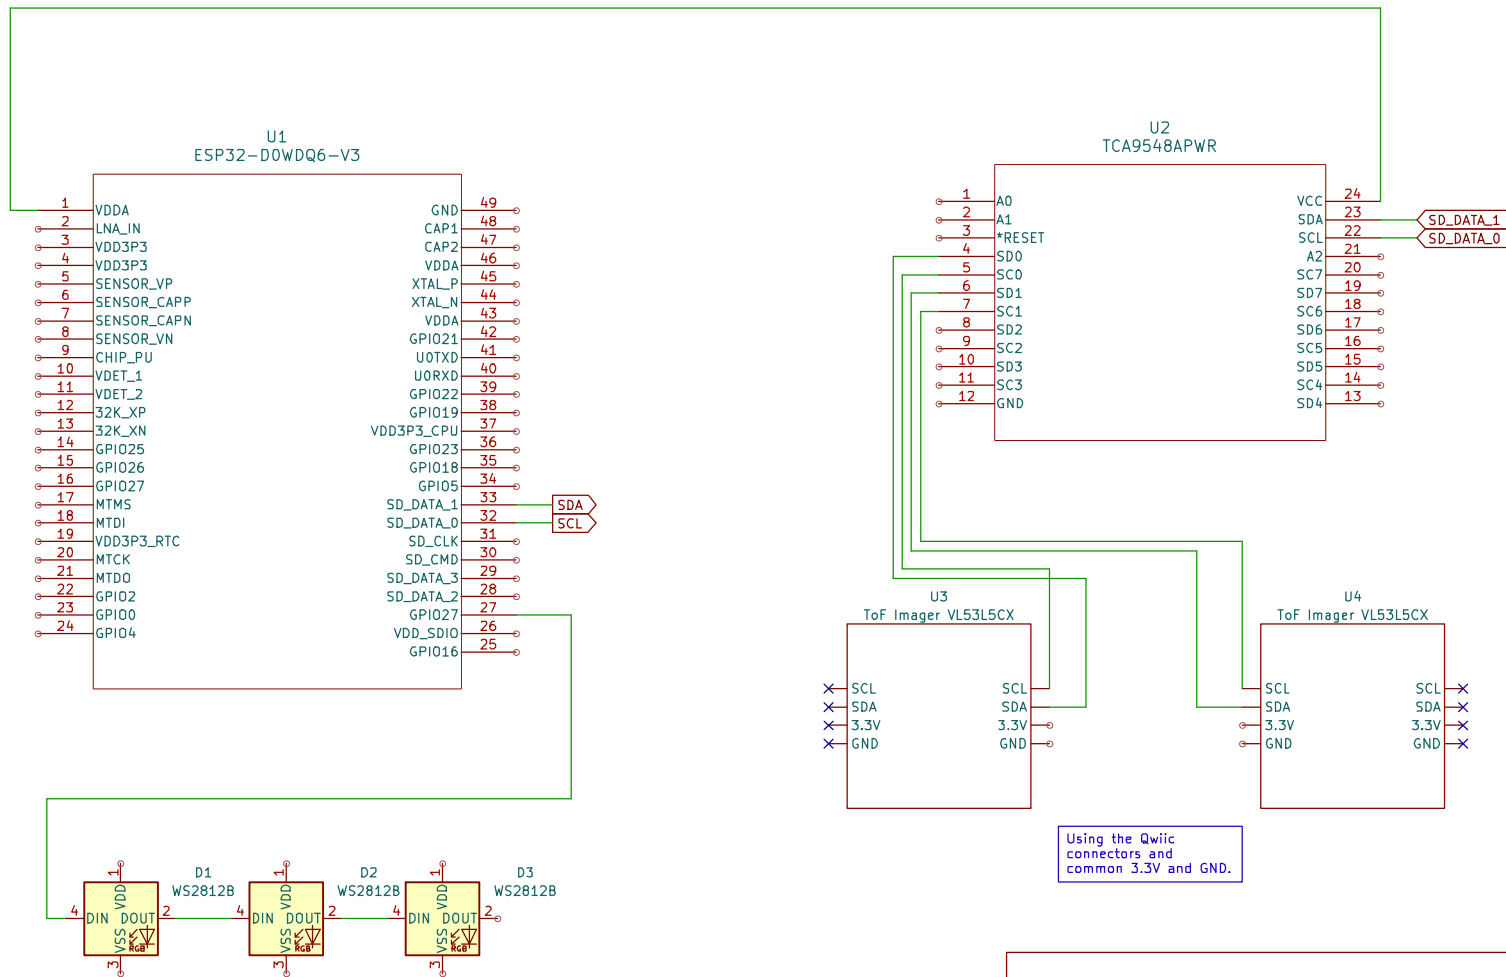 U1
ESP32-D0WDQ6-V3
1 VDDA
2 LNA_IN
3 VDD3P3
4 VDD3P3
5 SENSOR_VP
6 SENSOR_CAPP
7 SENSOR_CAPN
8 SENSOR_VN
9 CHIP_PU
10 VDET_1
11 VDET_2
12 32K_XP
13 32K_XN
14 GPIO25
15 GPIO26
16 GPIO27
17 MTMS
18 MTDI
19 VDD3P3_RTC
20 MTCK
21 MTDO
22 GPIO2
23 GPIO0
24 GPIO4
GND 49
CAP1 48
CAP2 47
VDDA 46
XTAL_P 45
XTAL_N 44
VDDA 43
GPIO21 42
U0TXD 41
U0RXD 40
GPIO22 39
GPIO19 38
VDD3P3_CPU 37
GPIO23 36
GPIO18 35
GPIO5 34
SD_DATA_1 33 SDA
SD_DATA_0 32 SCL
SD_CLK 31
SD_CMD 30
SD_DATA_3 29
SD_DATA_2 28
GPIO27 27
VDD_SDIO 26
GPIO16 25
U2
TCA9548APWR
1 A0
2 A1
3 *RESET
4 SD0
5 SC0
6 SD1
7 SC1
8 SD2
9 SC2
10 SD3
11 SC3
12 GND
VCC 24
SDA 23 SD_DATA_1
SCL 22 SD_DATA_0
A2 21
SC7 20
SD7 19
SC6 18
SD6 17
SC5 16
SD5 15
SC4 14
SD4 13
U3
ToF Imager VL53L5CX
SCL SCL
SDA SDA
3.3V 3.3V
GND GND
U4
ToF Imager VL53L5CX
SCL SCL
SDA SDA
3.3V 3.3V
GND GND
Using the Qwiic
connectors and
common 3.3V and GND.
D1
WS2812B
1 VDD
4 DIN DOUT 2
VSS 3
RGB
D2
WS2812B
1 VDD
4 DIN DOUT 2
VSS 3
RGB
D3
WS2812B
1 VDD
4 DIN DOUT 2
VSS 3
RGB